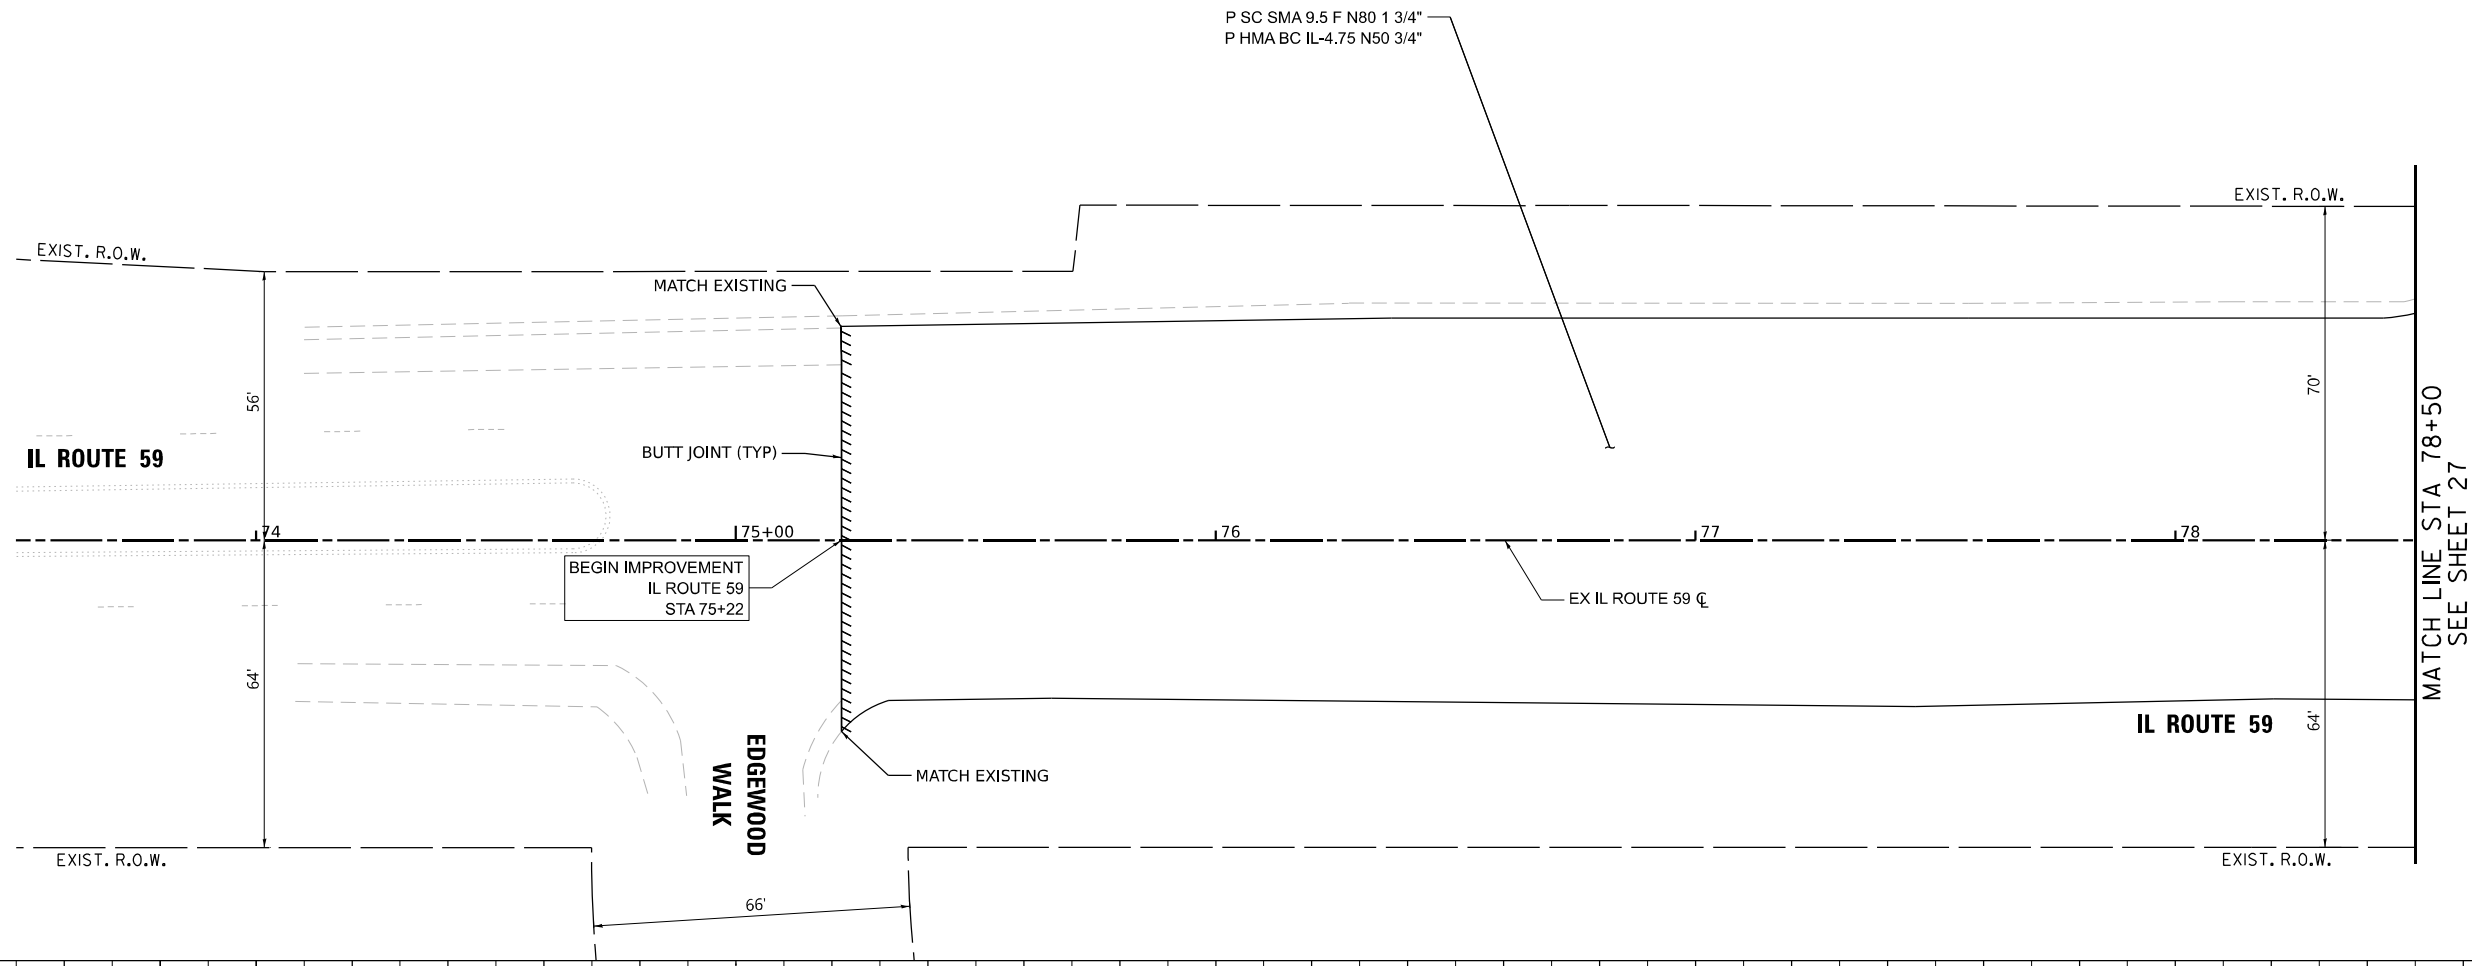 P SC SMA 9.5 F N80 1 3/4"
P HMA BC IL-4.75 N50 3/4"
EXIST. R.O.W.
EXIST. R.O.W.
MATCH EXISTING
56'
70'
BUTT JOINT (TYP)
IL ROUTE 59
74
75+00
76
77
78
MATCH LINE STA 78+50
SEE SHEET 27
BEGIN IMPROVEMENT
IL ROUTE 59
STA 75+22
EX IL ROUTE 59 ℄
64'
64'
IL ROUTE 59
EDGEWOOD
WALK
MATCH EXISTING
EXIST. R.O.W.
EXIST. R.O.W.
66'